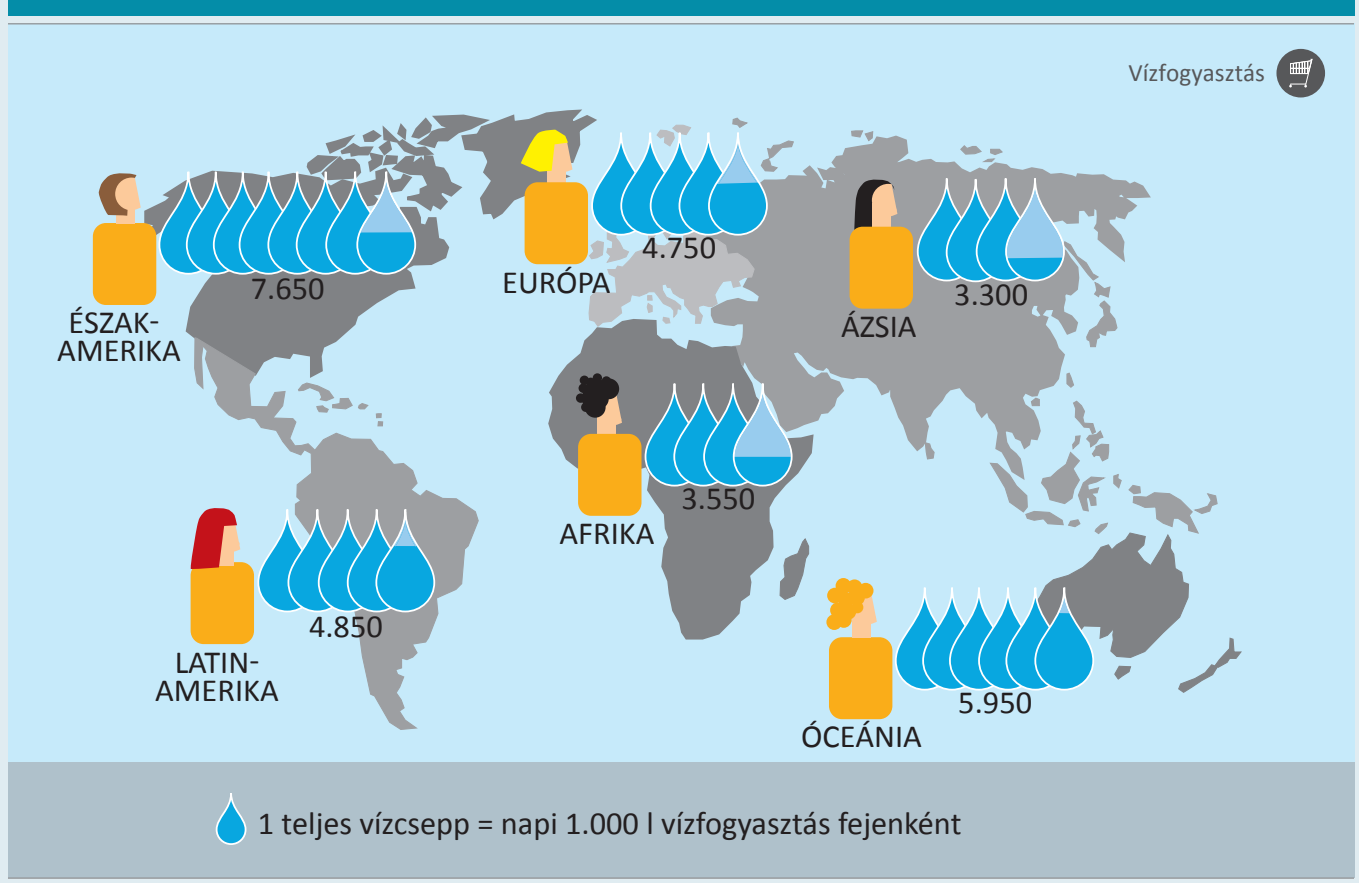 Vízfogyasztás
7.650
ÉSZAK-
AMERIKA
4.750
EURÓPA
3.300
ÁZSIA
3.550
AFRIKA
4.850
LATIN-
AMERIKA
5.950
ÓCEÁNIA
1 teljes vízcsepp = napi 1.000 l vízfogyasztás fejenként